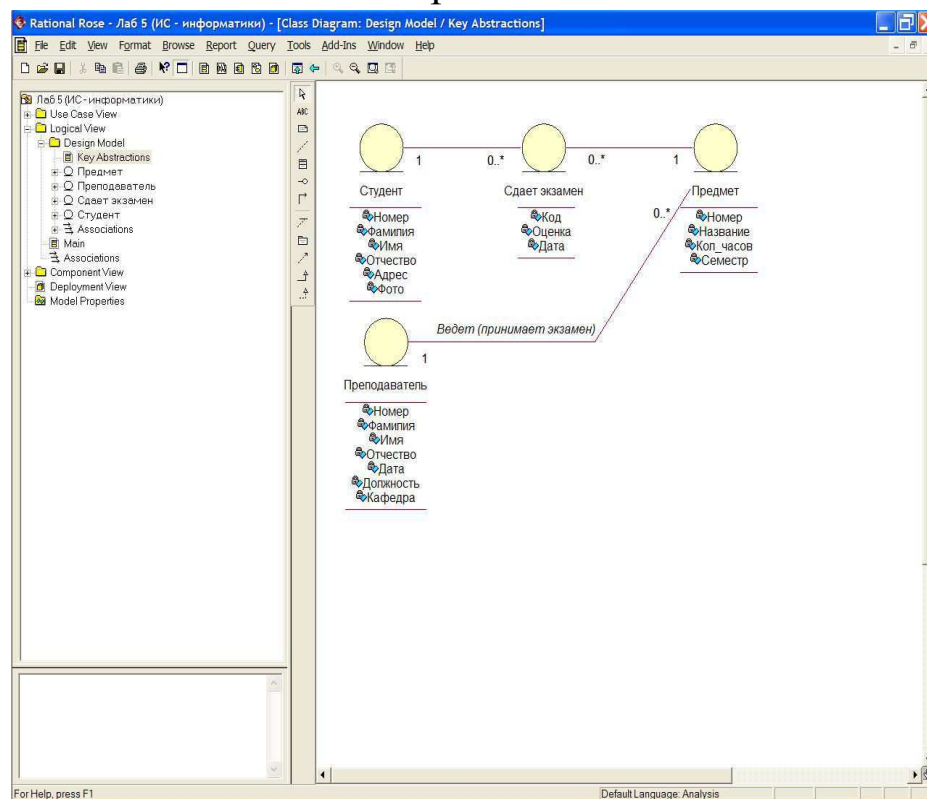 Rational Rose - Лаб 5 (ИС - информатики) - [Class Diagram: Design Model / Key Abstractions]
File Edit View Format Browse Report Query Tools Add-Ins Window Help
Лаб 5 (ИС - информатики)
Use Case View
Logical View
Design Model
Key Abstractions
Предмет
Преподаватель
Сдает экзамен
Студент
Associations
Main
Associations
Component View
Deployment View
Model Properties
ABC
1 0..* 0..* 1
Студент Сдает экзамен Предмет
0..*
Номер
Фамилия
Имя
Отчество
Адрес
Фото
Код
Оценка
Дата
Номер
Название
Кол_часов
Семестр
Ведет (принимает экзамен)
1
Преподаватель
Номер
Фамилия
Имя
Отчество
Дата
Должность
Кафедра
For Help, press F1 Default Language: Analysis